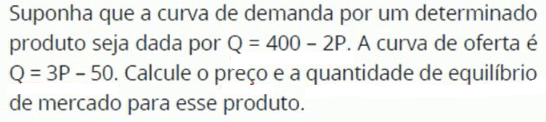 Suponha que a curva de demanda por um determinado
produto seja dada por Q = 400 – 2P. A curva de oferta é
Q = 3P – 50. Calcule o preço e a quantidade de equilíbrio
de mercado para esse produto.